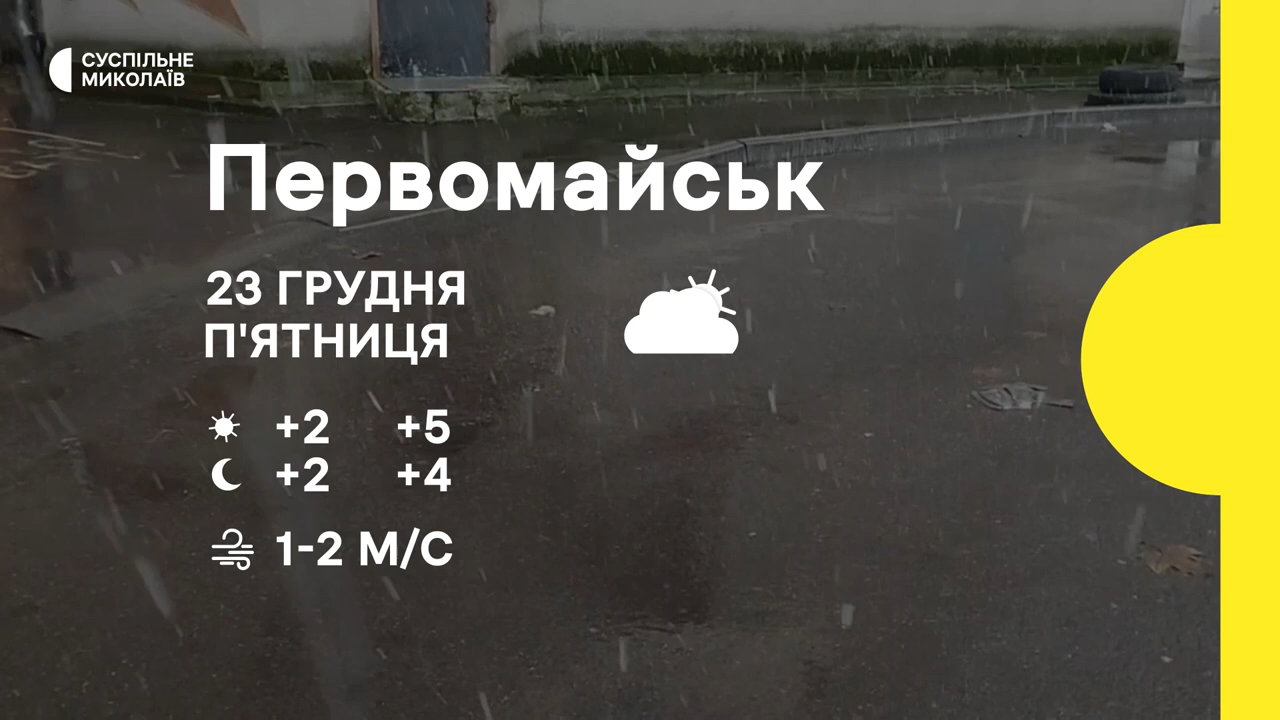 СУСПІЛЬНЕ
МИКОЛАЇВ
Первомайськ
23 ГРУДНЯ
П'ЯТНИЦЯ
+2 +5
+2 +4
1-2 М/С